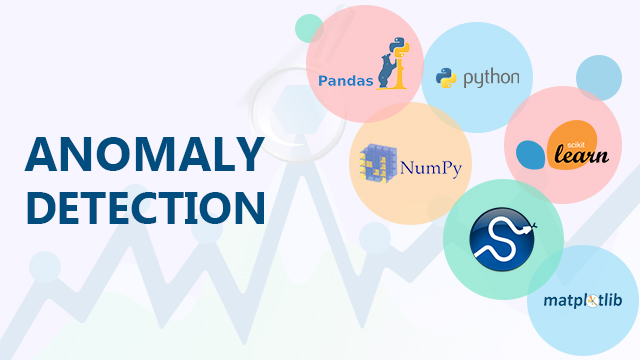 ANOMALY
DETECTION
Pandas
python
NumPy
scikit
learn
matplotlib